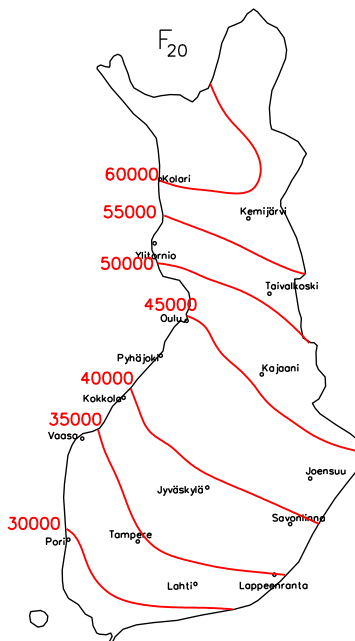 F20
60000
Kolari
55000
Kemijärvi
Ylitornio
50000
Taivalkoski
45000
Oulu
Pyhäjoki
Kajaani
40000
Kokkola
35000
Vaasa
Joensuu
Jyväskylä
30000
Savonlinna
Pori
Tampere
Lahti
Lappeenranta